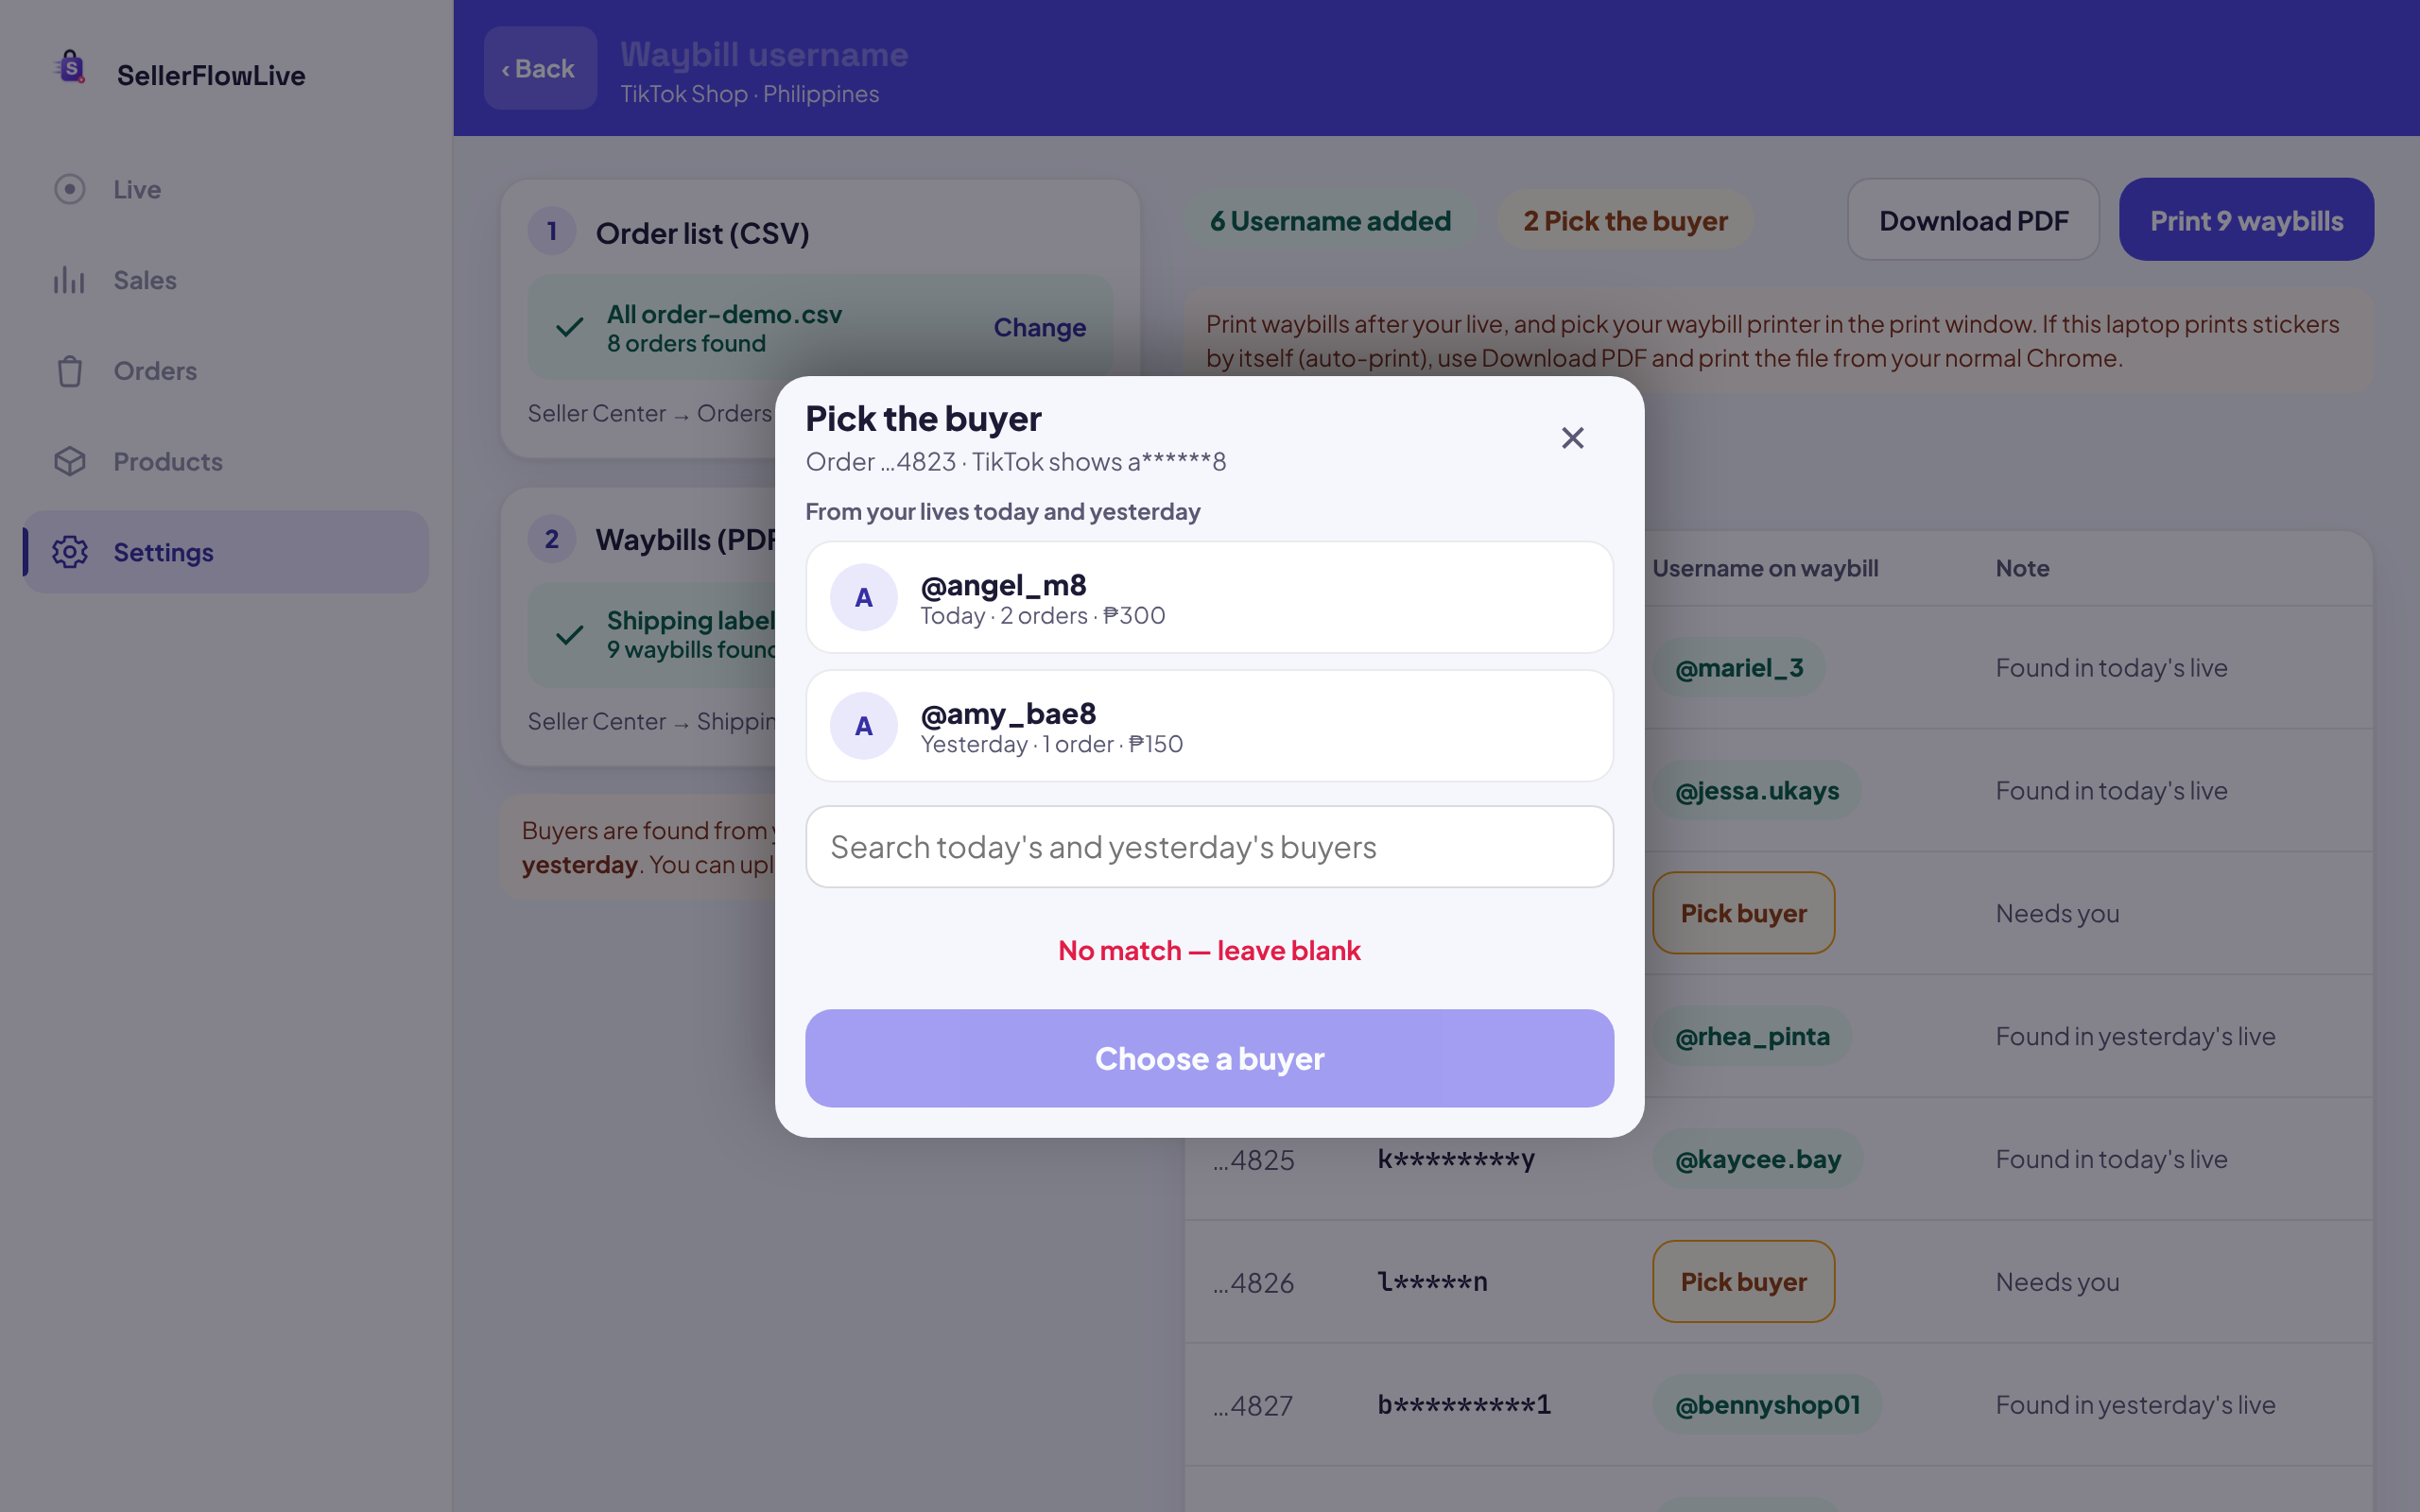 SellerFlowLive
Live
Sales
Orders
Products
Settings
‹ Back
Waybill username
TikTok Shop · Philippines
1
Order list (CSV)
All order-demo.csv
8 orders found
Change
Seller Center → Orders
2
Waybills (PDF
Shipping label
9 waybills found
Seller Center → Shippin
Buyers are found from
yesterday. You can upl
6 Username added
2 Pick the buyer
Download PDF
Print 9 waybills
Print waybills after your live, and pick your waybill printer in the print window. If this laptop prints stickers
by itself (auto-print), use Download PDF and print the file from your normal Chrome.
Pick the buyer
Order ...4823 · TikTok shows a******8
From your lives today and yesterday
A
@angel_m8
Today · 2 orders · ₱300
A
@amy_bae8
Yesterday · 1 order · ₱150
Search today's and yesterday's buyers
No match — leave blank
Choose a buyer
Username on waybill
Note
@mariel_3
Found in today's live
@jessa.ukays
Found in today's live
Pick buyer
Needs you
@rhea_pinta
Found in yesterday's live
...4825
k********y
@kaycee.bay
Found in today's live
...4826
l*****n
Pick buyer
Needs you
...4827
b*********1
@bennyshop01
Found in yesterday's live